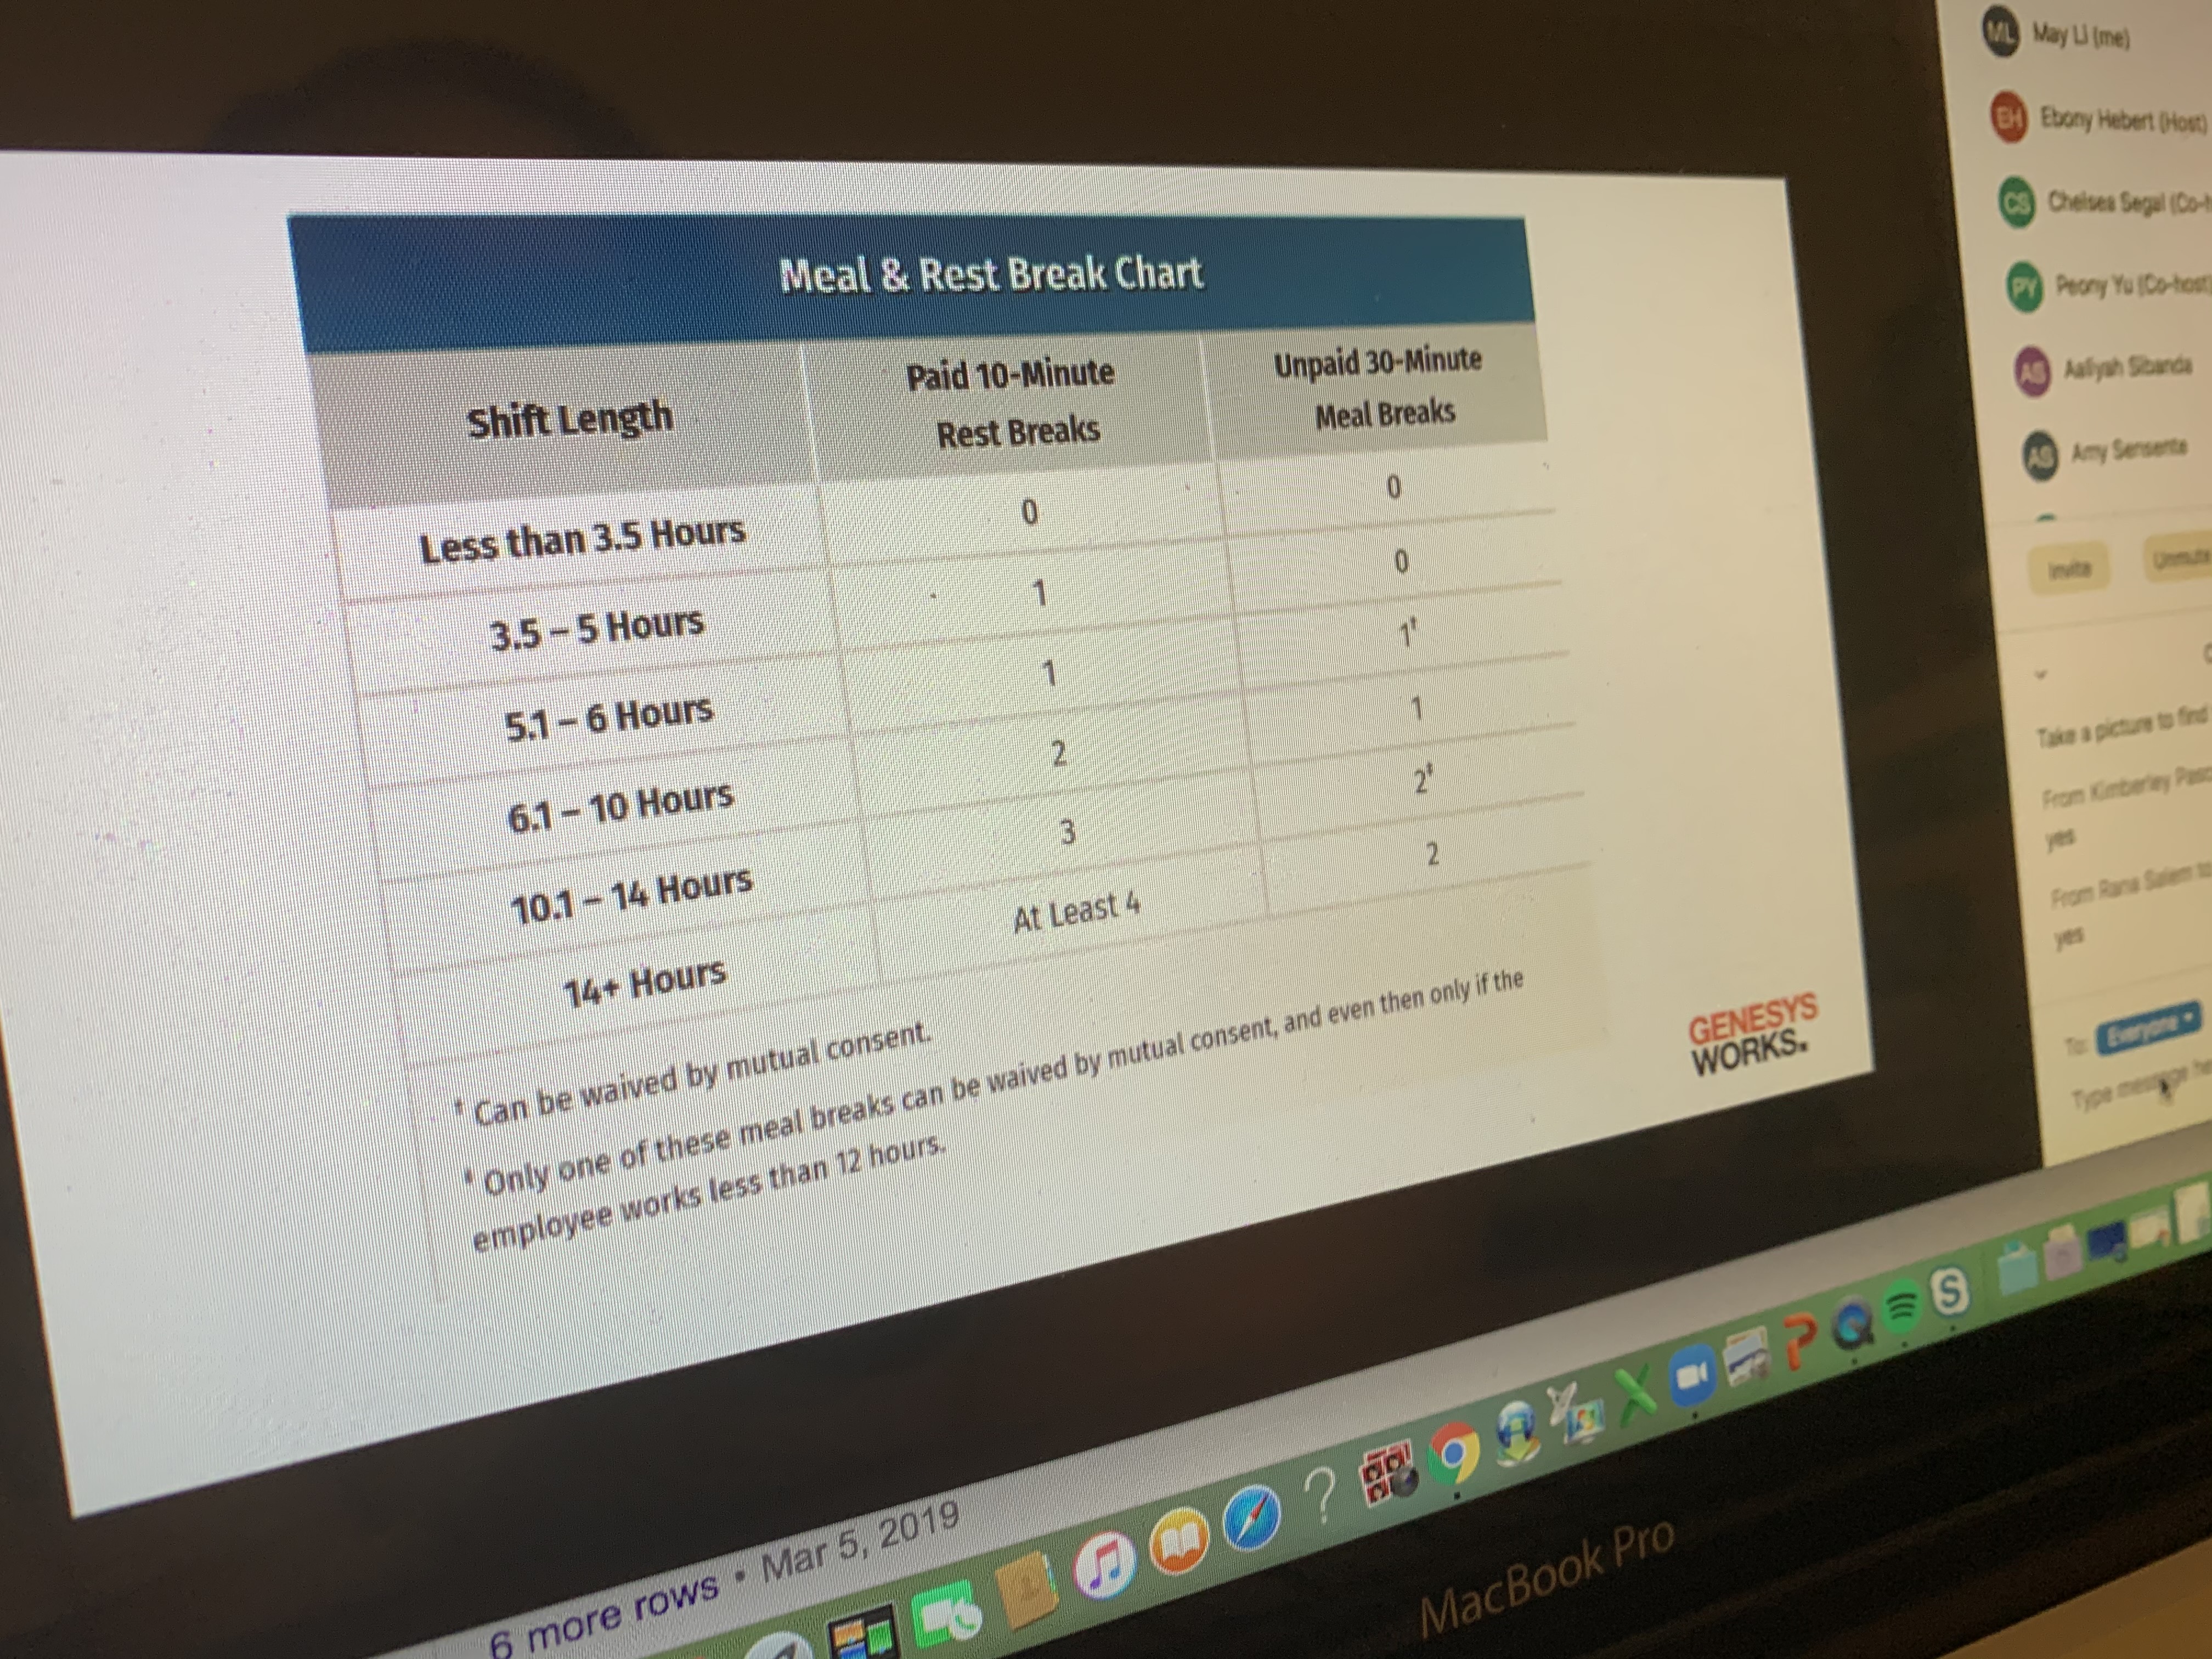 Meal & Rest Break Chart
Shift Length
Paid 10-Minute
Rest Breaks
Unpaid 30-Minute
Meal Breaks
Less than 3.5 Hours 0 0
3.5 – 5 Hours 1 0
5.1 – 6 Hours 1 1†
6.1 – 10 Hours 2 1
10.1 – 14 Hours 3 2‡
14+ Hours At Least 4 2
† Can be waived by mutual consent.
‡ Only one of these meal breaks can be waived by mutual consent, and even then only if the
employee works less than 12 hours.
GENESYS
WORKS.
ML May Li (me)
EH Ebony Hebert (Host)
CS Chelsea Segal (Co-h
PY Peony Yu (Co-host)
AS Aaliyah Sibanda
AS Amy Sensente
Invite Unmute
Take a picture to find
From Kimberley
yes
From Rana Salem to
yes
To: Everyone
Type message he
6 more rows • Mar 5, 2019
MacBook Pro